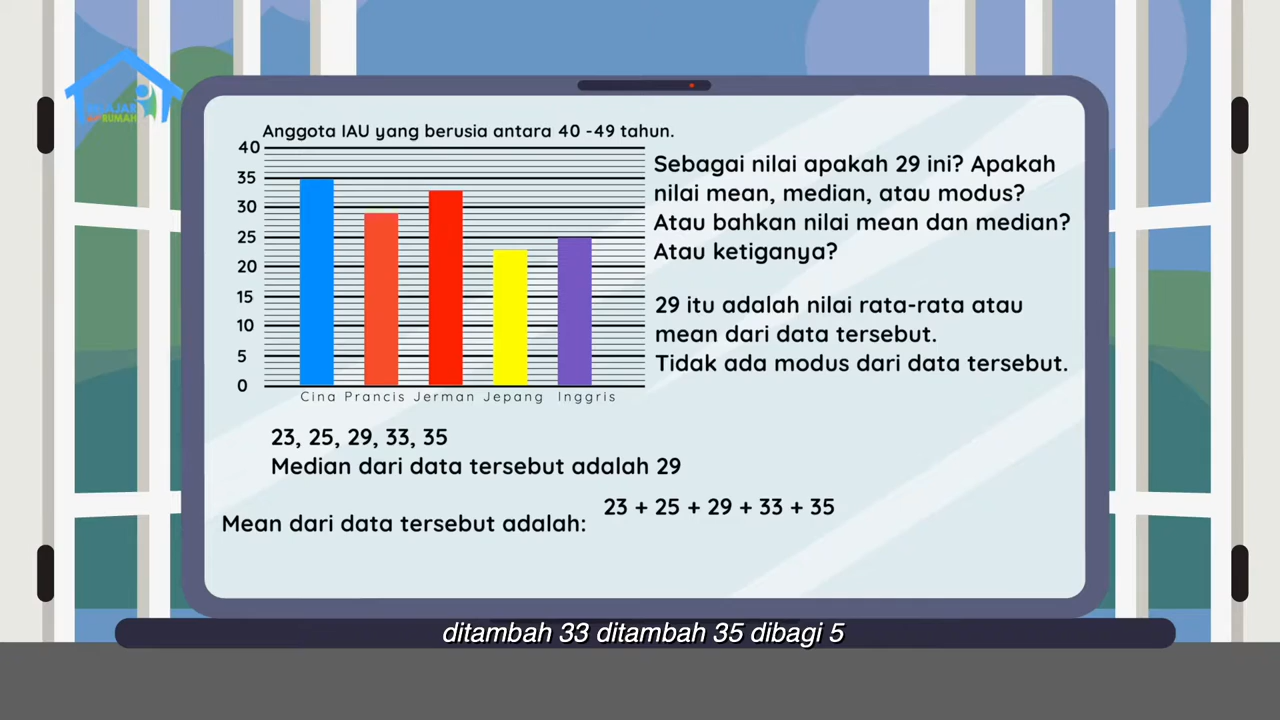 BELAJAR
DI RUMAH
Anggota IAU yang berusia antara 40 -49 tahun.
40
35
30
25
20
15
10
5
0
Cina Prancis Jerman Jepang Inggris
Sebagai nilai apakah 29 ini? Apakah
nilai mean, median, atau modus?
Atau bahkan nilai mean dan median?
Atau ketiganya?
29 itu adalah nilai rata-rata atau
mean dari data tersebut.
Tidak ada modus dari data tersebut.
23, 25, 29, 33, 35
Median dari data tersebut adalah 29
23 + 25 + 29 + 33 + 35
Mean dari data tersebut adalah:
ditambah 33 ditambah 35 dibagi 5